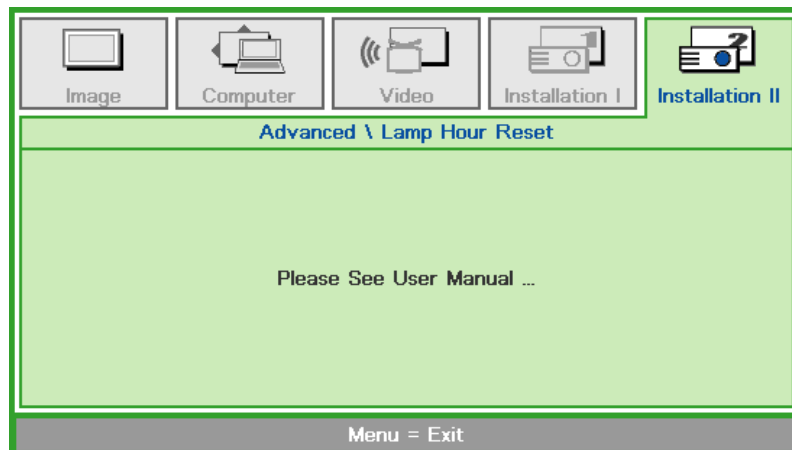 Image
Computer
Video
Installation I
Installation II
Advanced \ Lamp Hour Reset
Please See User Manual ...
Menu = Exit